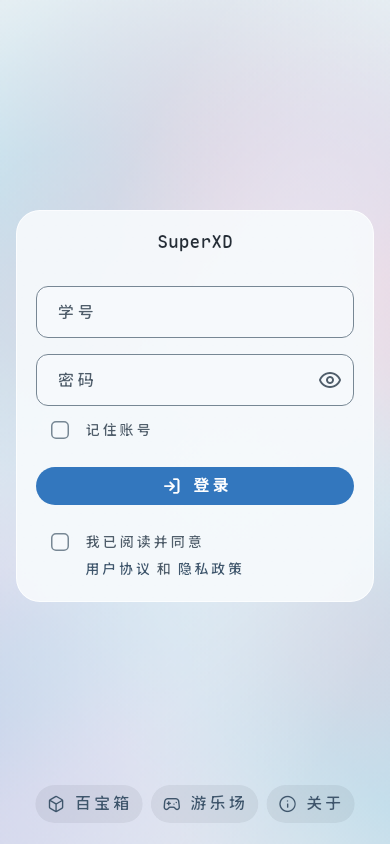 SuperXD
学号
密码
记住账号
登录
我已阅读并同意
用户协议 和 隐私政策
百宝箱
游乐场
关于